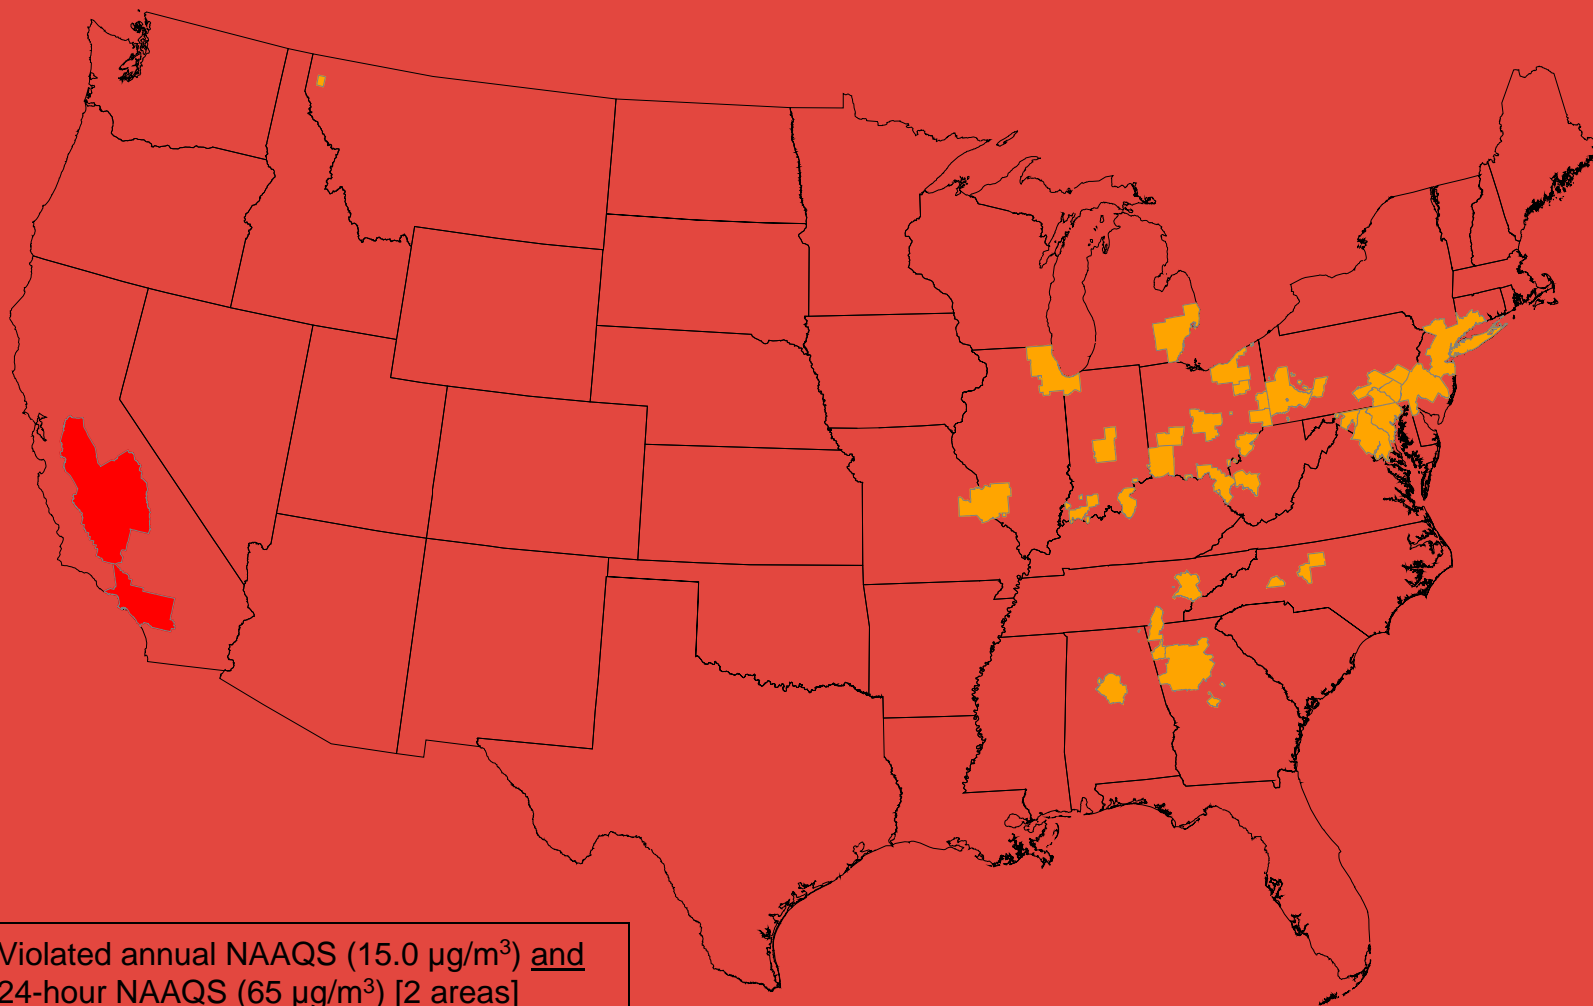 Violated annual NAAQS (15.0 µg/m³) and
24-hour NAAQS (65 µg/m³) [2 areas]